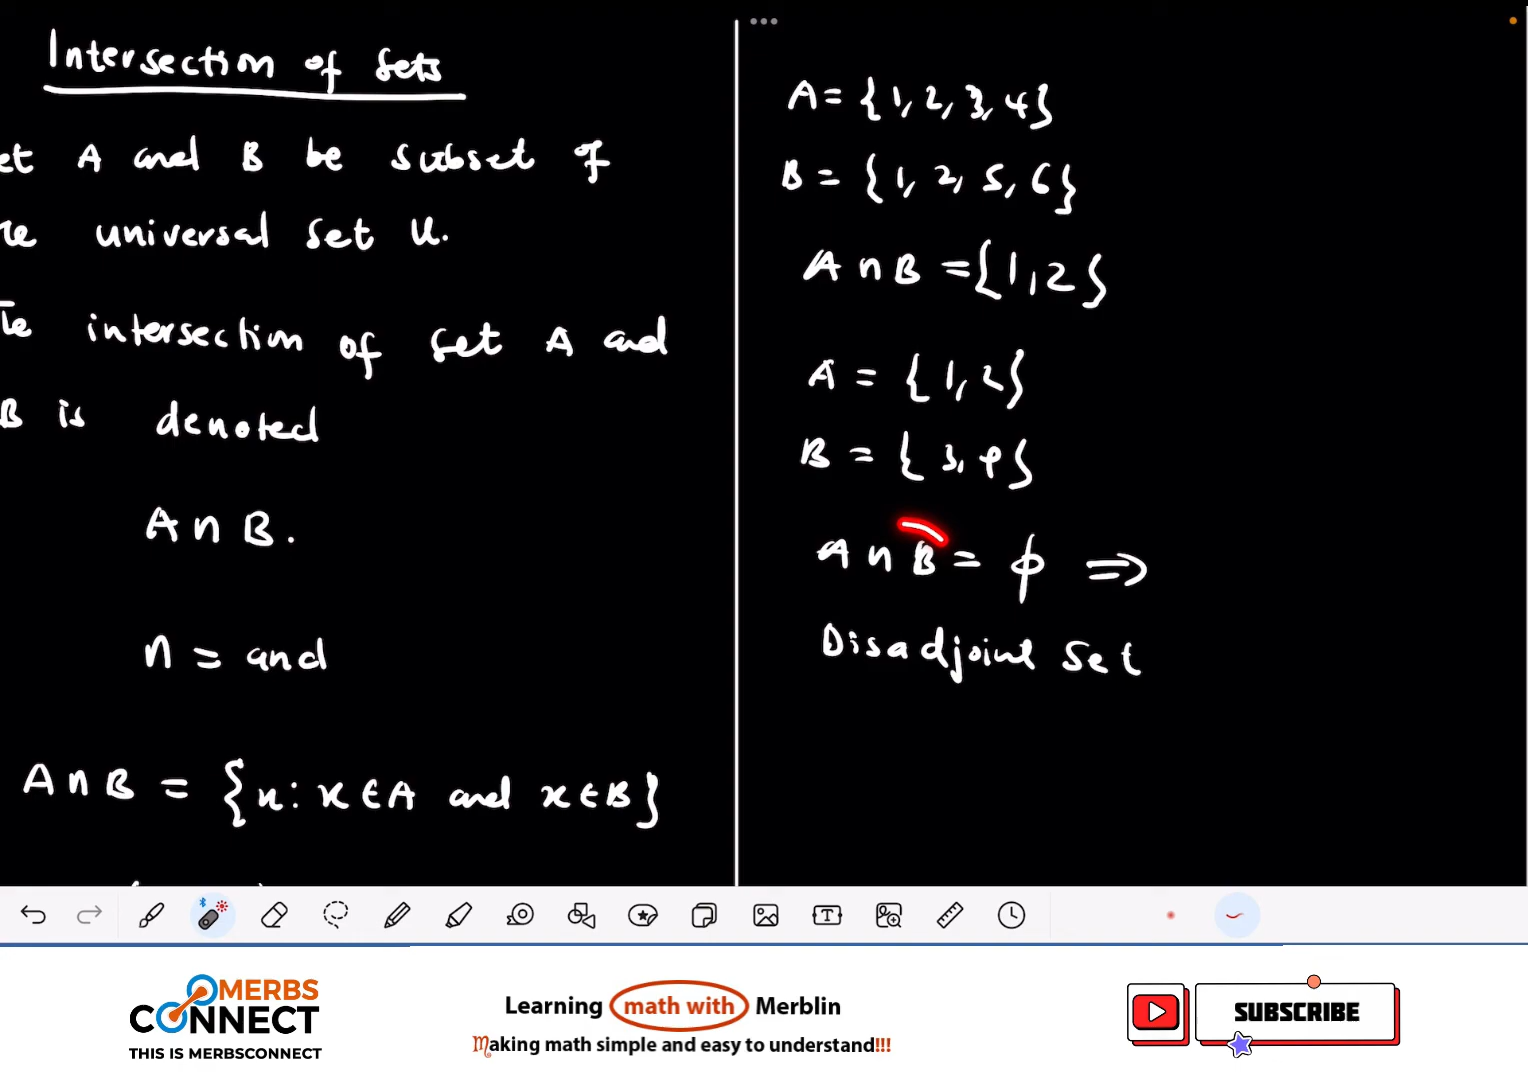 Intersection of Sets
et A and B be subset of
re universal set U.
Te intersection of set A and
B is denoted
A ∩ B.
∩ = and
A ∩ B = {x: x ∈ A and x ∈ B}
A = {1, 2, 3, 4}
B = {1, 2, 5, 6}
A ∩ B = {1, 2}
A = {1, 2}
B = {3, 4}
A ∩ B = φ ⇒
Disadjoint Set
MERBS
CONNECT
THIS IS MERBSCONNECT
Learning math with Merblin
Making math simple and easy to understand!!!
SUBSCRIBE